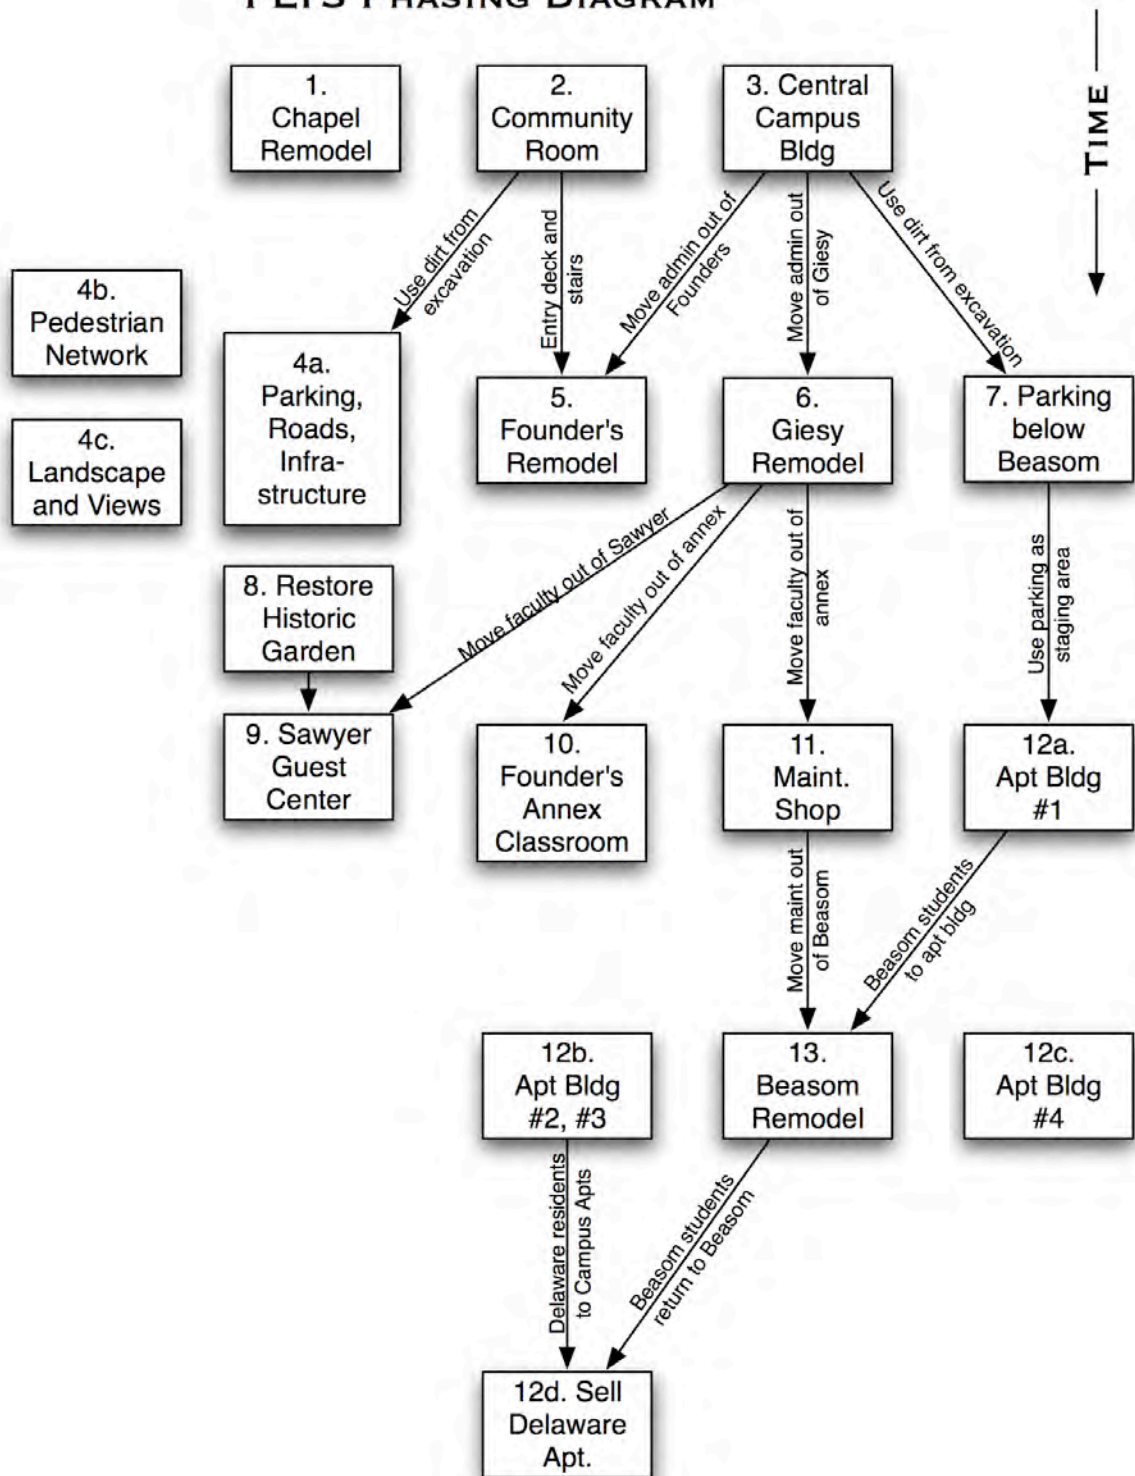 PHASING DIAGRAM
TIME
1.
Chapel
Remodel
2.
Community
Room
3. Central
Campus
Bldg
Use dirt from
excavation
Entry deck and
stairs
Move admin out of
Founders
Move admin out
of Giesy
Use dirt from excavation
4b.
Pedestrian
Network
4c.
Landscape
and Views
4a.
Parking,
Roads,
Infra-
structure
5.
Founder's
Remodel
6.
Giesy
Remodel
7. Parking
below
Beasom
Move faculty out of Sawyer
Move faculty out of annex
Move faculty out of
annex
Use parking as
staging area
8. Restore
Historic
Garden
9. Sawyer
Guest
Center
10.
Founder's
Annex
Classroom
11.
Maint.
Shop
12a.
Apt Bldg
#1
Move maint out
of Beasom
Beasom students
to apt bldg
12b.
Apt Bldg
#2, #3
13.
Beasom
Remodel
12c.
Apt Bldg
#4
Delaware residents
to Campus Apts
Beasom students
return to Beasom
12d. Sell
Delaware
Apt.